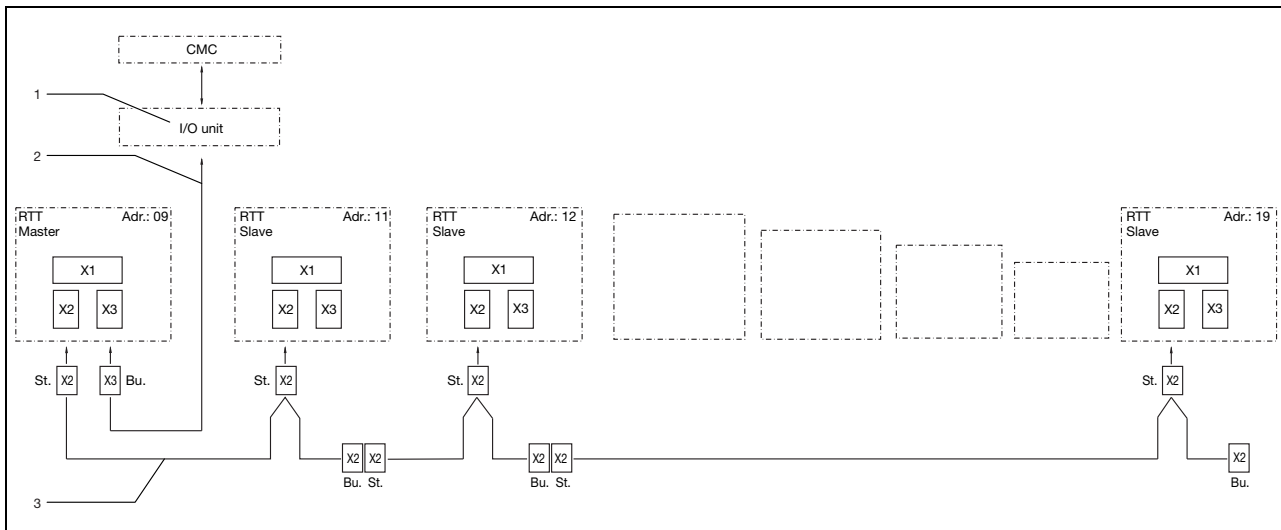 CMC
1
I/O unit
2
RTT Adr.: 09
Master
X1
X2 X3
RTT Adr.: 11
Slave
X1
X2 X3
RTT Adr.: 12
Slave
X1
X2 X3
RTT Adr.: 19
Slave
X1
X2 X3
St. X2 X3 Bu.
St. X2
St. X2
St. X2
X2 X2
Bu. St.
X2 X2
Bu. St.
X2
Bu.
3